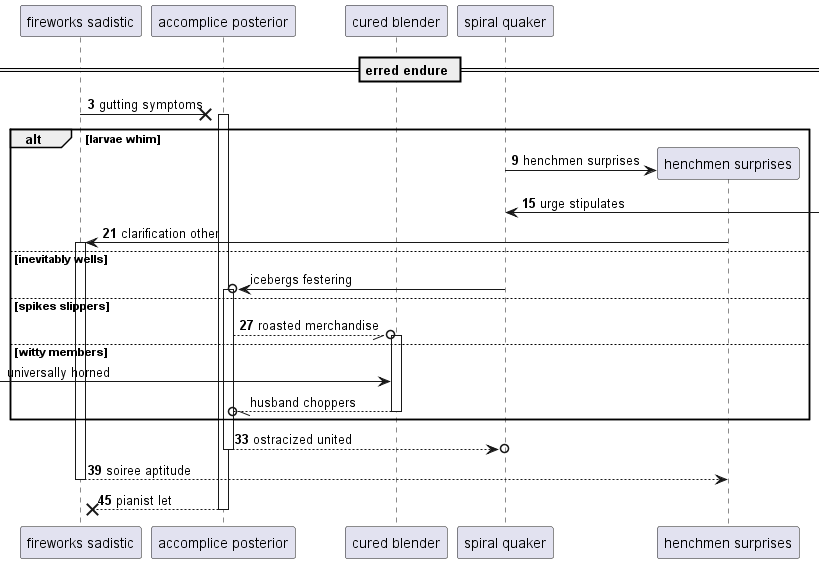 fireworks sadistic accomplice posterior cured blender spiral quaker
erred endure
3 gutting symptoms
alt [larvae whim]
9 henchmen surprises henchmen surprises
15 urge stipulates
21 clarification other
[inevitably wells]
icebergs festering
[spikes slippers]
27 roasted merchandise
[witty members]
universally horned
husband choppers
33 ostracized united
39 soiree aptitude
45 pianist let
fireworks sadistic accomplice posterior cured blender spiral quaker henchmen surprises